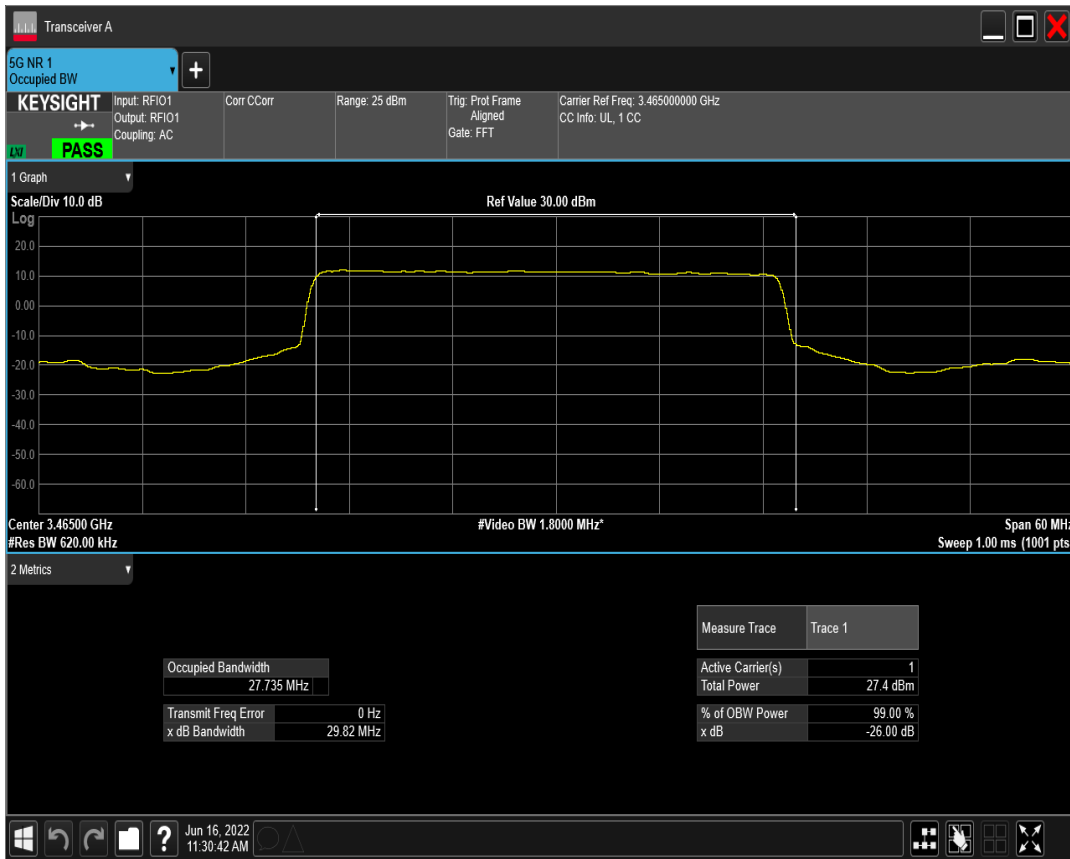 Transceiver A
5G NR 1
Occupied BW
KEYSIGHT
LXI
PASS
Input: RFIO1
Output: RFIO1
Coupling: AC
Corr CCorr
Range: 25 dBm
Trig: Prot Frame
Aligned
Gate: FFT
Carrier Ref Freq: 3.465000000 GHz
CC Info: UL, 1 CC
1 Graph
Scale/Div 10.0 dB
Ref Value 30.00 dBm
Log
20.0
10.0
0.00
-10.0
-20.0
-30.0
-40.0
-50.0
-60.0
Center 3.46500 GHz
#Video BW 1.8000 MHz*
Span 60 MHz
#Res BW 620.00 kHz
Sweep 1.00 ms (1001 pts
2 Metrics
Measure Trace Trace 1
Occupied Bandwidth
27.735 MHz
Active Carrier(s) 1
Total Power 27.4 dBm
Transmit Freq Error 0 Hz
x dB Bandwidth 29.82 MHz
% of OBW Power 99.00 %
x dB -26.00 dB
?
Jun 16, 2022
11:30:42 AM